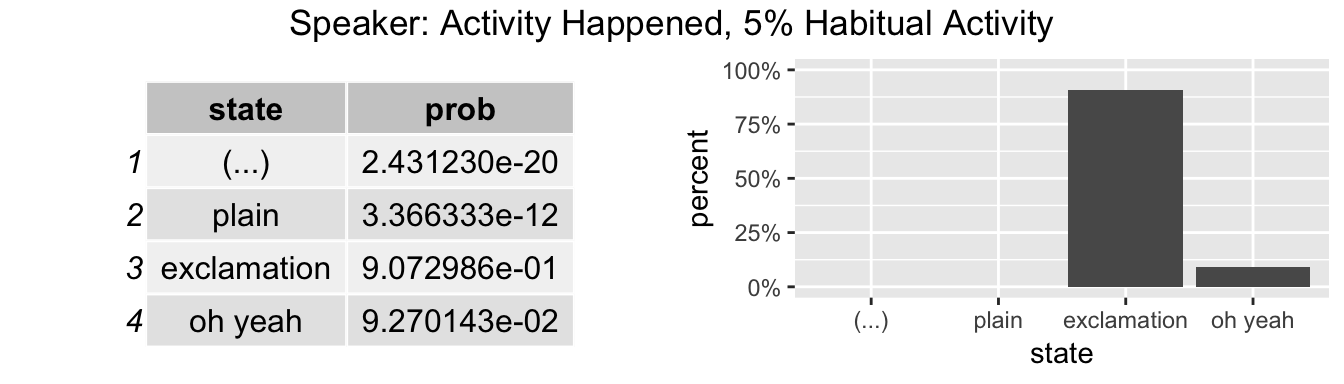 Speaker: Activity Happened, 5% Habitual Activity
state prob
1 (...) 2.431230e-20
2 plain 3.366333e-12
3 exclamation 9.072986e-01
4 oh yeah 9.270143e-02
percent
100%
75%
50%
25%
0%
(...) plain exclamation oh yeah
state